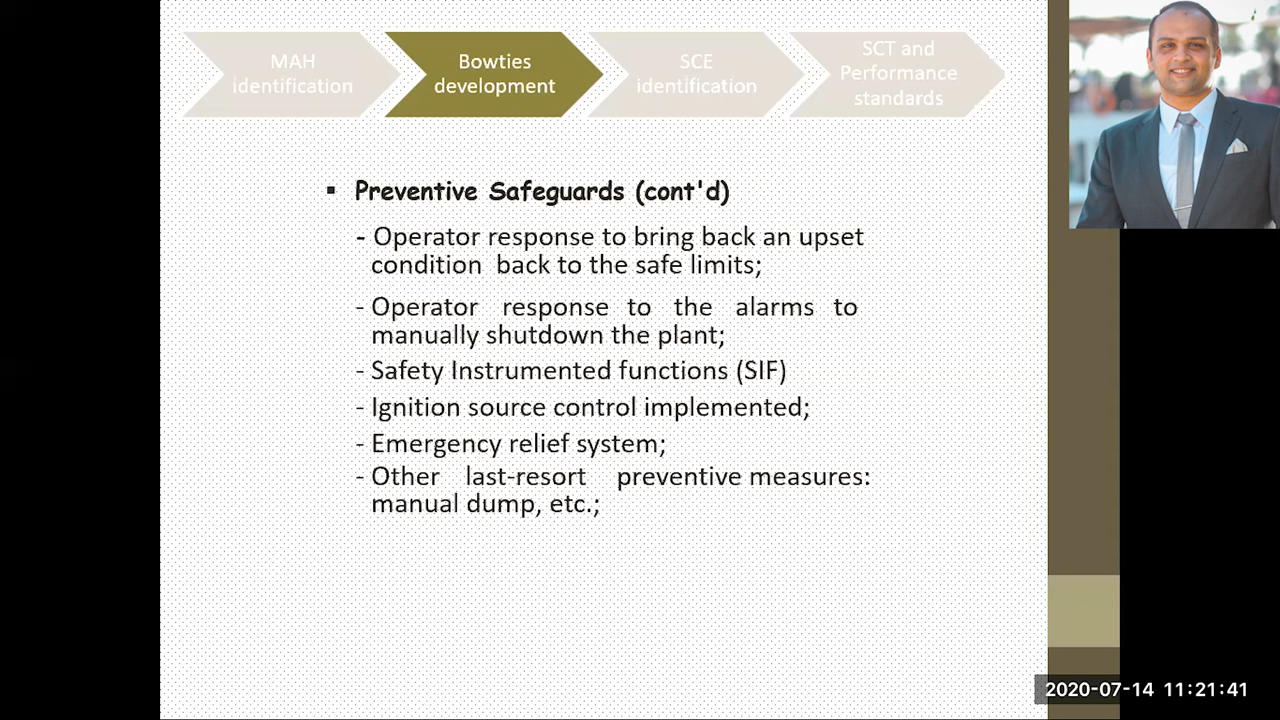 MAH
identification
Bowties
development
SCE
identification
SCT and
Performance
standards
▪ Preventive Safeguards (cont'd)
- Operator response to bring back an upset
condition back to the safe limits;
- Operator response to the alarms to
manually shutdown the plant;
- Safety Instrumented functions (SIF)
- Ignition source control implemented;
- Emergency relief system;
- Other last-resort preventive measures:
manual dump, etc.;
2020-07-14 11:21:41